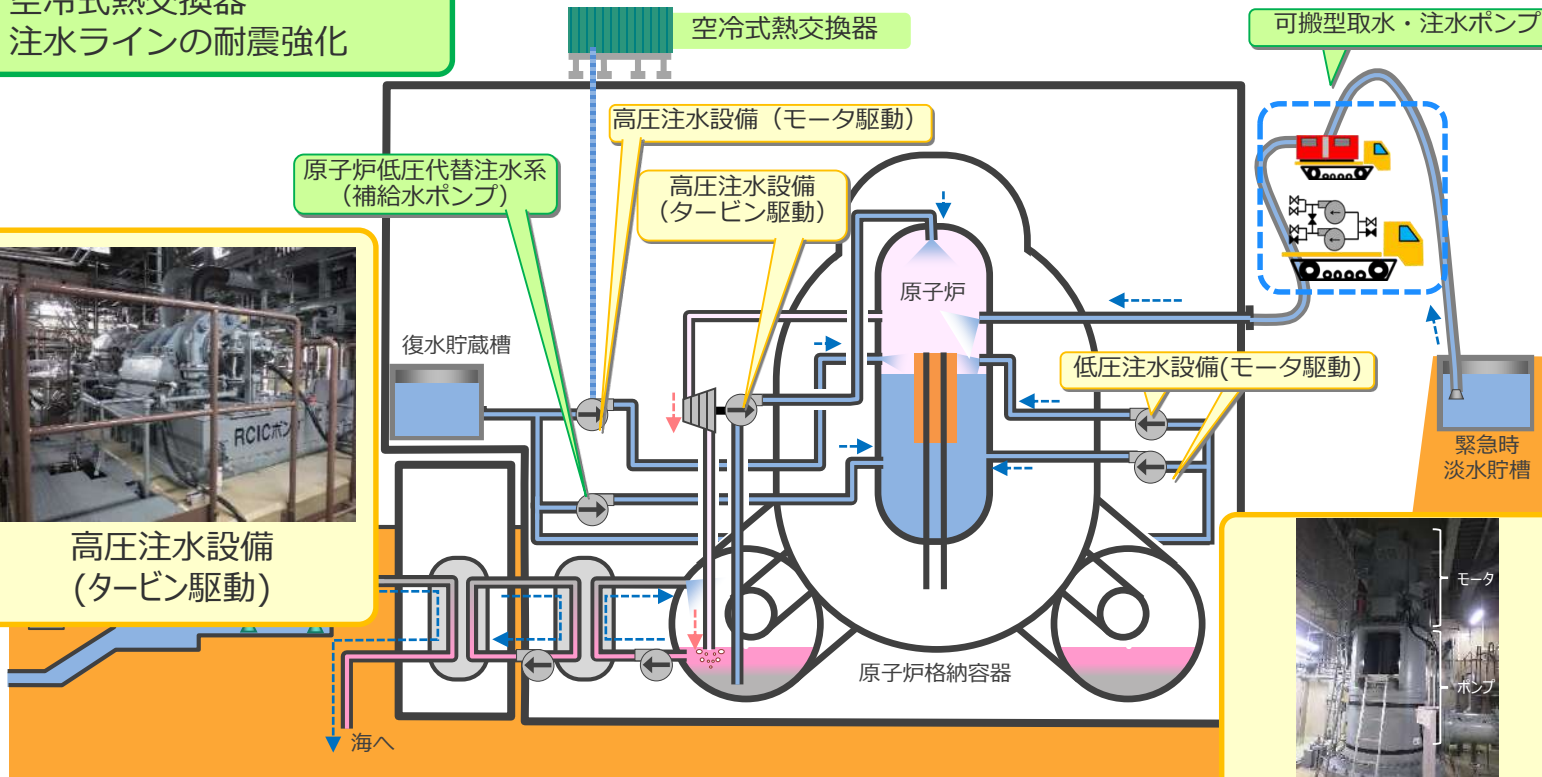 空冷式熱交換器
注水ラインの耐震強化
空冷式熱交換器
可搬型取水・注水ポンプ
高圧注水設備（モータ駆動）
原子炉低圧代替注水系
（補給水ポンプ）
高圧注水設備
（タービン駆動）
原子炉
復水貯蔵槽
低圧注水設備(モータ駆動)
緊急時
淡水貯槽
RCICポンプ
高圧注水設備
(タービン駆動)
モータ
ポンプ
原子炉格納容器
海へ